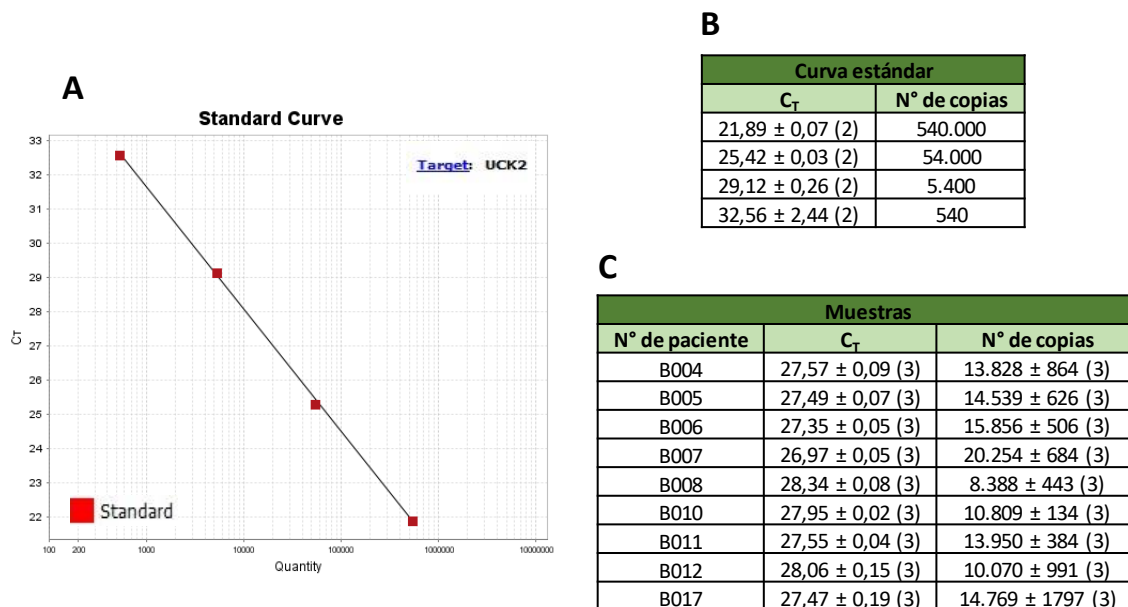 A
Standard Curve
Target: UCK2
33
32
31
30
29
28
27
26
25
24
23
22
CT
Standard
100 200 1000 10000 100000 1000000 10000000
Quantity
B
Curva estándar
CT N° de copias
21,89 ± 0,07 (2) 540.000
25,42 ± 0,03 (2) 54.000
29,12 ± 0,26 (2) 5.400
32,56 ± 2,44 (2) 540
C
Muestras
N° de paciente CT N° de copias
B004 27,57 ± 0,09 (3) 13.828 ± 864 (3)
B005 27,49 ± 0,07 (3) 14.539 ± 626 (3)
B006 27,35 ± 0,05 (3) 15.856 ± 506 (3)
B007 26,97 ± 0,05 (3) 20.254 ± 684 (3)
B008 28,34 ± 0,08 (3) 8.388 ± 443 (3)
B010 27,95 ± 0,02 (3) 10.809 ± 134 (3)
B011 27,55 ± 0,04 (3) 13.950 ± 384 (3)
B012 28,06 ± 0,15 (3) 10.070 ± 991 (3)
B017 27,47 ± 0,19 (3) 14.769 ± 1797 (3)